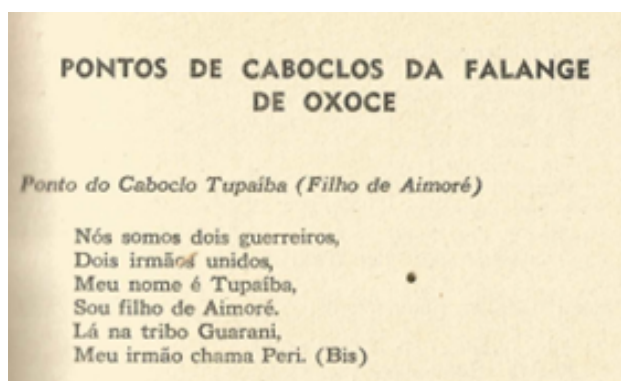 PONTOS DE CABOCLOS DA FALANGE
DE OXOCE
Ponto do Caboclo Tupaíba (Filho de Aimoré)
Nós somos dois guerreiros,
Dois irmãos unidos,
Meu nome é Tupaíba,
Sou filho de Aimoré.
Lá na tribo Guarani,
Meu irmão chama Peri. (Bis)